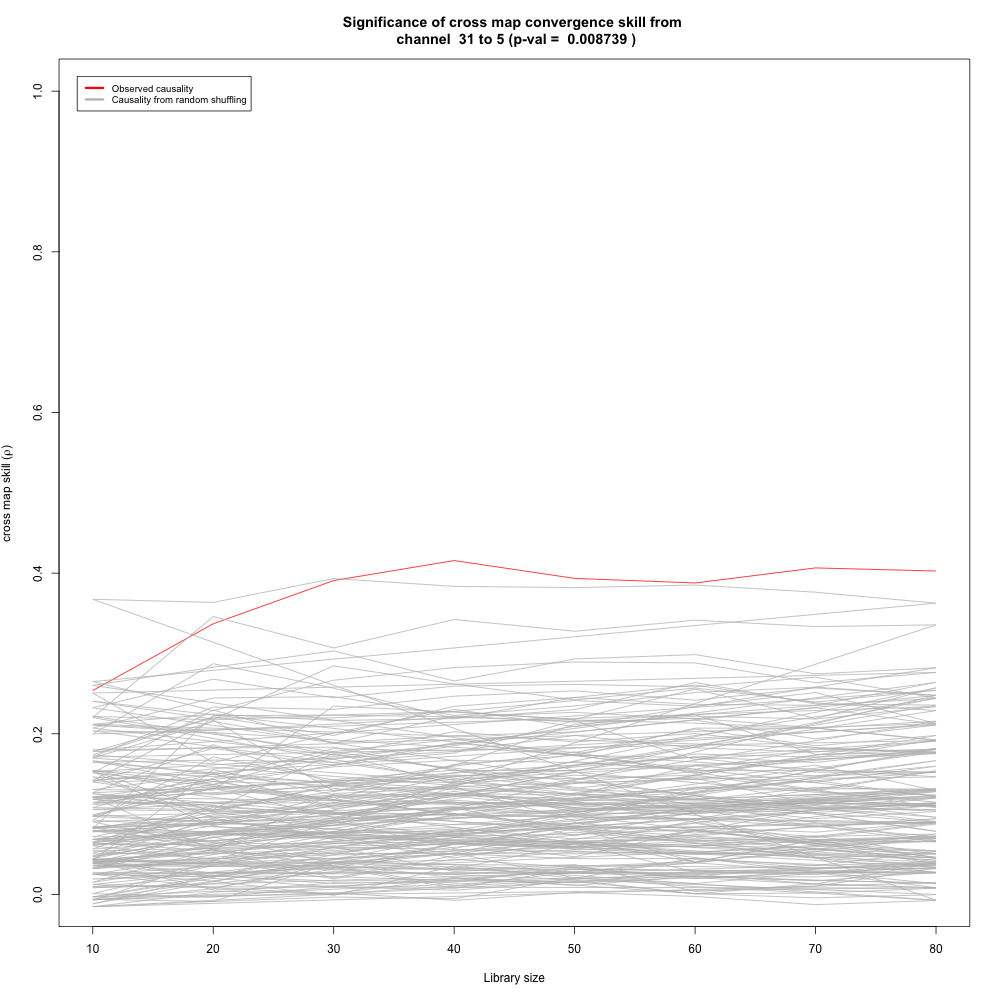 Significance of cross map convergence skill from
channel  31 to 5 (p-val =  0.008739 )
Observed causality
Causality from random shuffling
cross map skill (ρ)
1.0
0.8
0.6
0.4
0.2
0.0
10 20 30 40 50 60 70 80
Library size